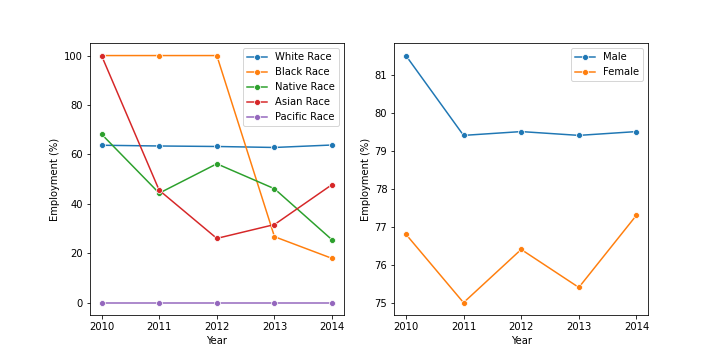 100
80
60
40
20
0
Employment (%)
2010 2011 2012 2013 2014
Year
White Race
Black Race
Native Race
Asian Race
Pacific Race
81
80
79
78
77
76
75
Employment (%)
2010 2011 2012 2013 2014
Year
Male
Female